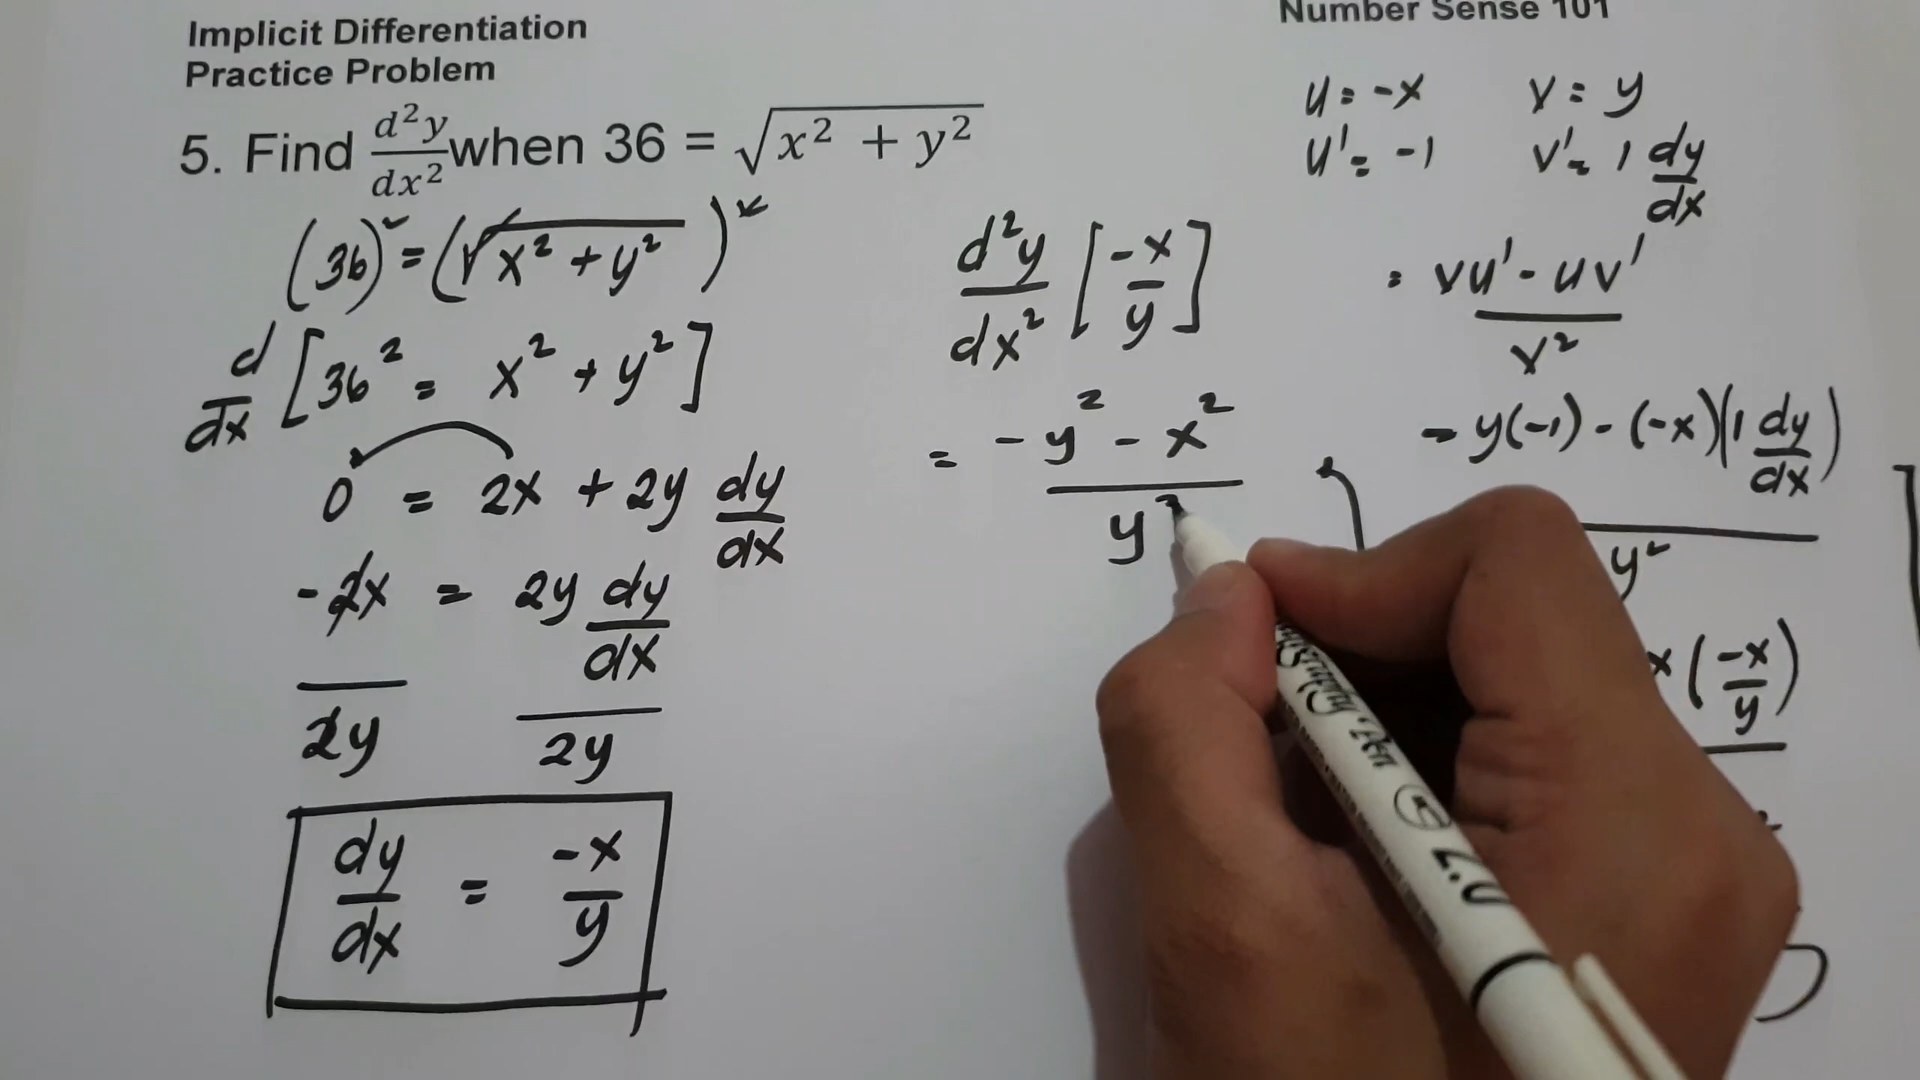 Implicit Differentiation
Practice Problem
5. Find d²y/dx² when 36 = √(x² + y²)
(36)² = (√(x² + y²))²
d/dx [36² = x² + y²]
0 = 2x + 2y dy/dx
-2x/2y = 2y dy/dx/2y
dy/dx = -x/y
d²y/dx² [-x/y]
= -y² - x²/y³
Number Sense 101
u = -x v = y
u' = -1 v' = 1 dy/dx
= vu' - uv'/v²
= y(-1) - (-x)(1 dy/dx)/y²
x(-x/y)
0.7